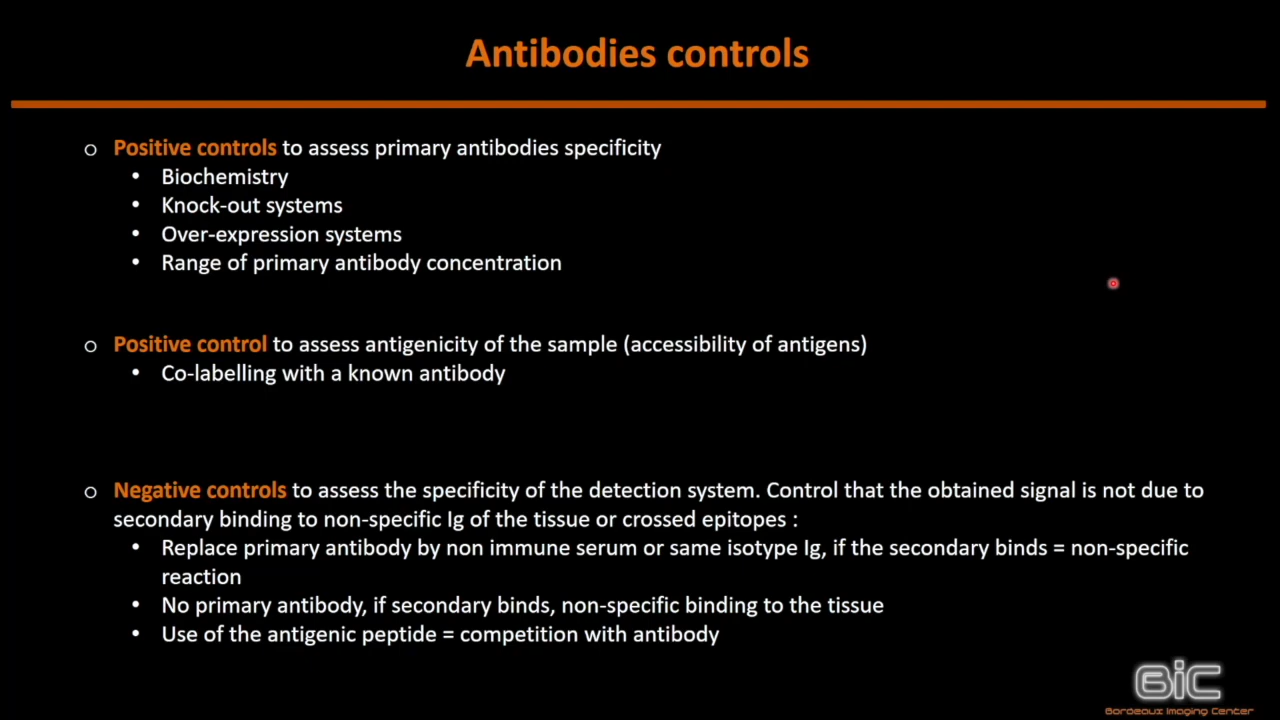 Antibodies controls
o Positive controls to assess primary antibodies specificity
• Biochemistry
• Knock-out systems
• Over-expression systems
• Range of primary antibody concentration
o Positive control to assess antigenicity of the sample (accessibility of antigens)
• Co-labelling with a known antibody
o Negative controls to assess the specificity of the detection system. Control that the obtained signal is not due to
secondary binding to non-specific Ig of the tissue or crossed epitopes :
• Replace primary antibody by non immune serum or same isotype Ig, if the secondary binds = non-specific
reaction
• No primary antibody, if secondary binds, non-specific binding to the tissue
• Use of the antigenic peptide = competition with antibody
BiC
Bordeaux Imaging Center